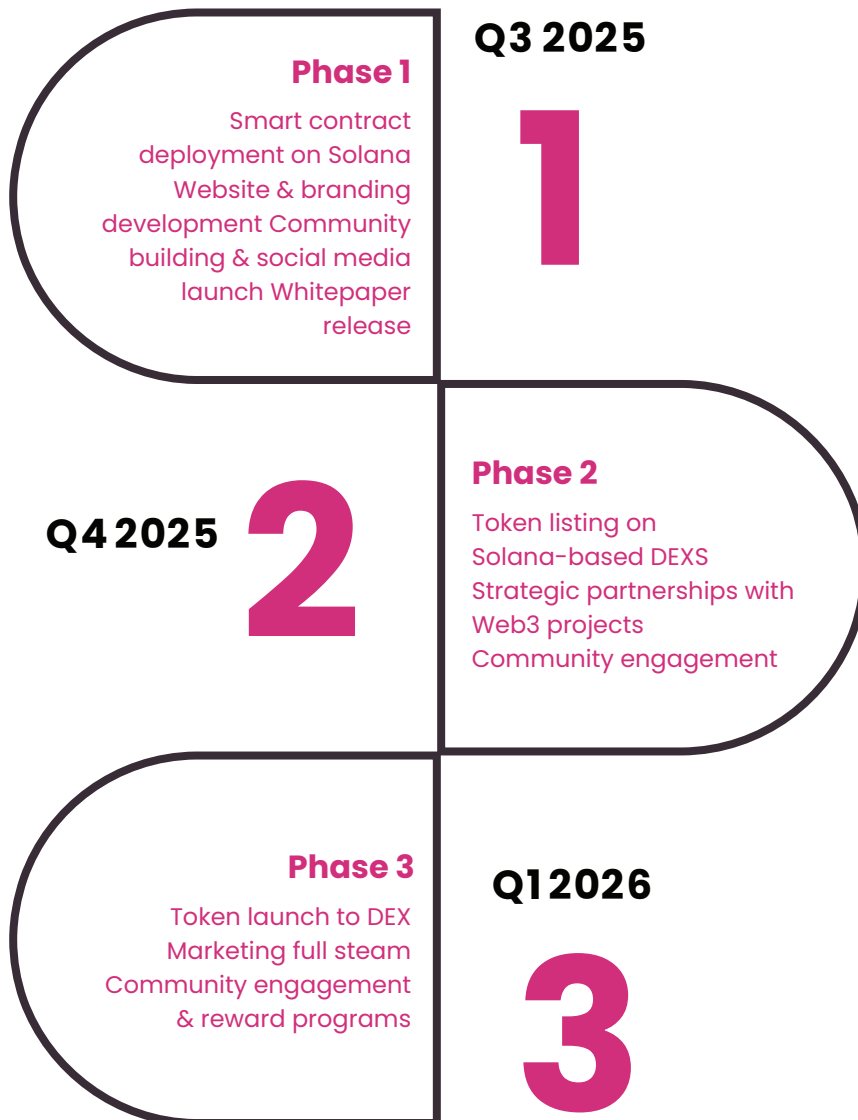 Q3 2025
Phase 1
Smart contract
deployment on Solana
Website & branding
development Community
building & social media
launch Whitepaper
release
1
Phase 2
Token listing on
Solana-based DEXS
Strategic partnerships with
Web3 projects
Community engagement
Q4 2025
2
Phase 3
Token launch to DEX
Marketing full steam
Community engagement
& reward programs
Q1 2026
3